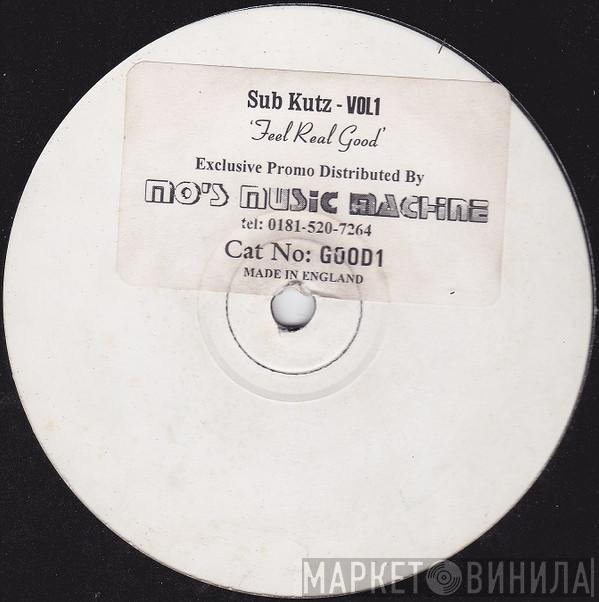 Sub Kutz - VOL1
'Feel Real Good'
Exclusive Promo Distributed By
MO'S MUSIC MACHINE
tel: 0181-520-7264
Cat No: GOOD1
MADE IN ENGLAND
МАРКЕТ ВИНИЛА